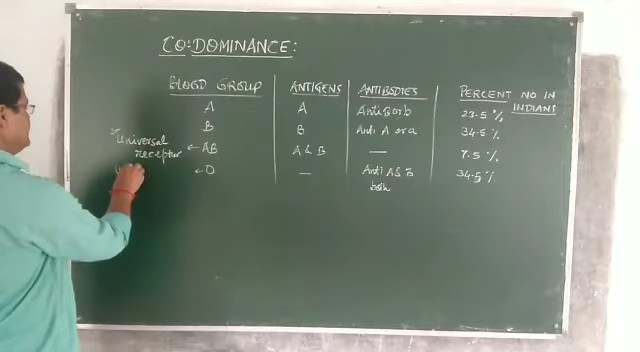 CO:DOMINANCE:
BLOOD GROUP ANTIGENS ANTIBODIES PERCENT NO IN INDIANS
A A Anti B or b 23.5 %
B B Anti A or a 34.5 %
Universal receptor ← AB A & B — 7.5 %
← O — Anti A & B both 34.5 %